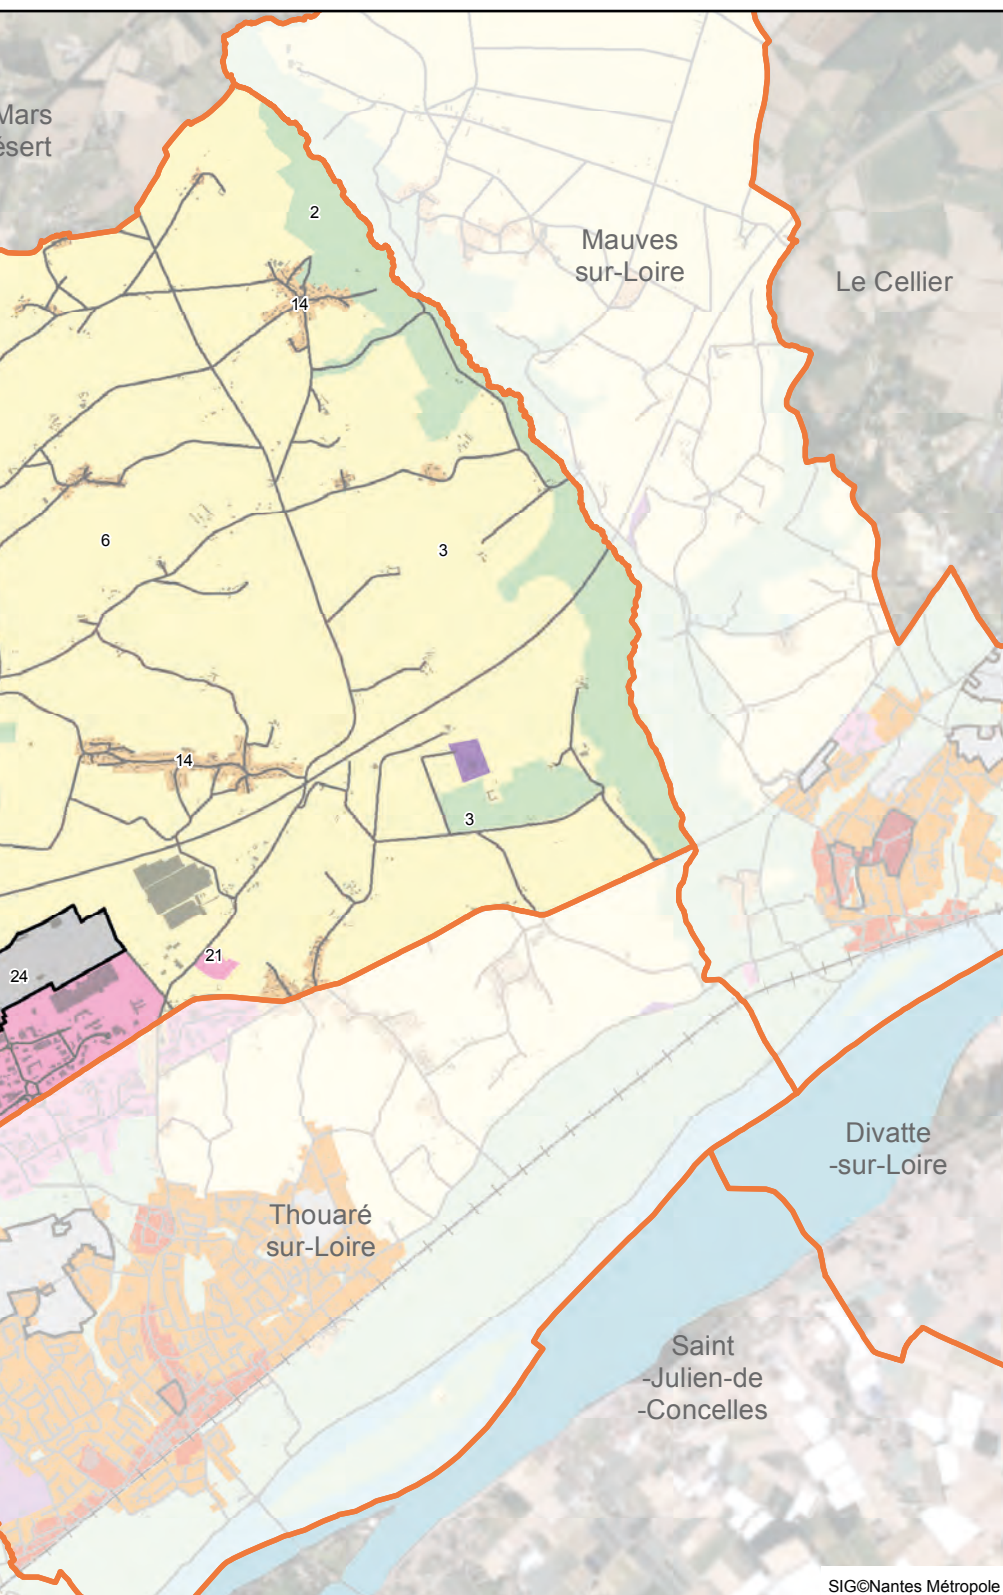 Mars
ésert
2
Mauves
sur-Loire
Le Cellier
14
6
3
14
3
21
24
Divatte
-sur-Loire
Thouaré
sur-Loire
Saint
-Julien-de
-Concelles
SIG©Nantes Métropole